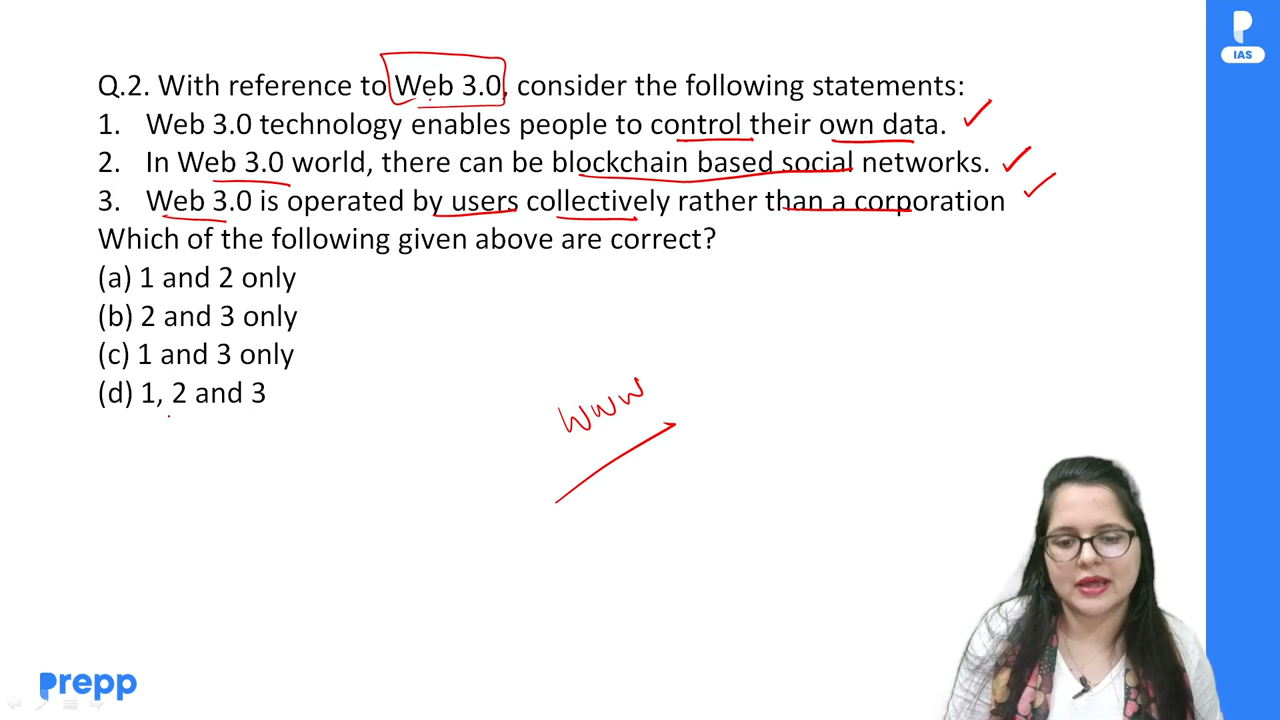 P
IAS
Q.2. With reference to Web 3.0, consider the following statements:
1. Web 3.0 technology enables people to control their own data.
2. In Web 3.0 world, there can be blockchain based social networks.
3. Web 3.0 is operated by users collectively rather than a corporation
Which of the following given above are correct?
(a) 1 and 2 only
(b) 2 and 3 only
(c) 1 and 3 only
(d) 1, 2 and 3
www
prepp